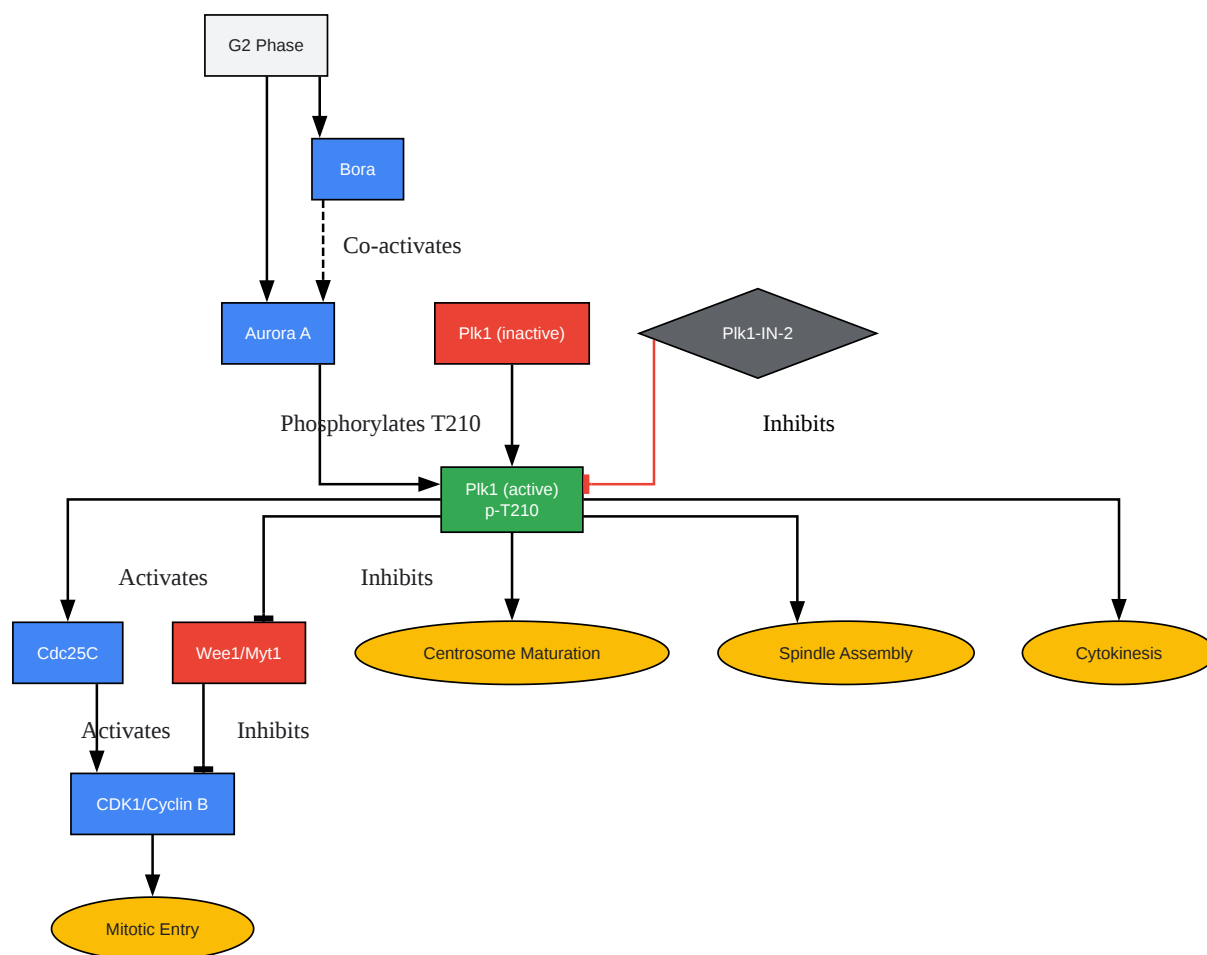 G2 Phase
Bora
Co-activates
Aurora A
Plk1 (inactive)
Plk1-IN-2
Phosphorylates T210
Inhibits
Plk1 (active)
p-T210
Activates
Inhibits
Cdc25C
Wee1/Myt1
Centrosome Maturation
Spindle Assembly
Cytokinesis
Activates
Inhibits
CDK1/Cyclin B
Mitotic Entry